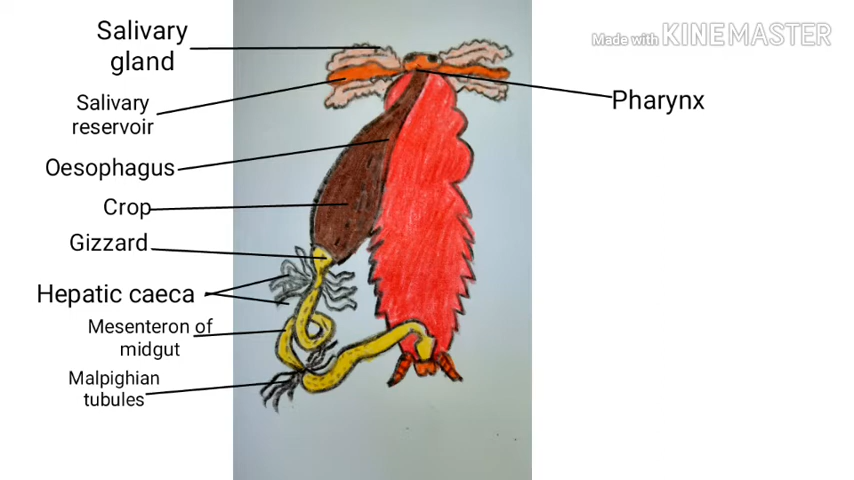 Salivary
gland
Made with KINEMASTER
Salivary
reservoir
Pharynx
Oesophagus
Crop
Gizzard
Hepatic caeca
Mesenteron of
midgut
Malpighian
tubules